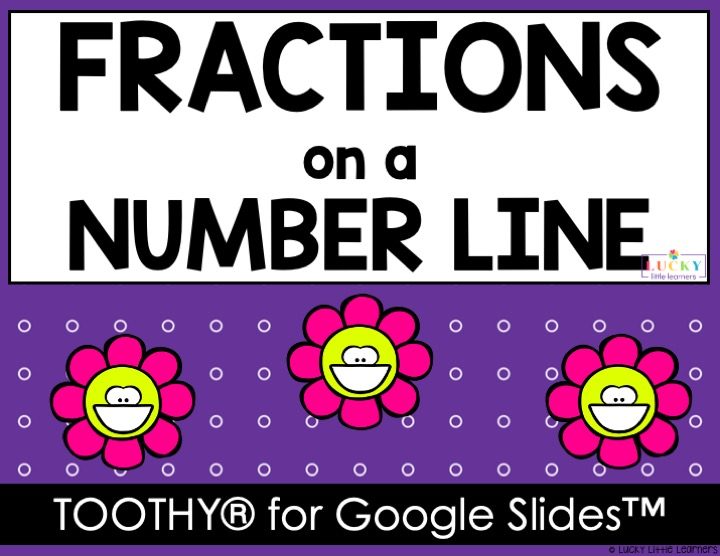 FRACTIONS
on a
NUMBER LINE
LUCKY
little learners
TOOTHY® for Google Slides™
© Lucky Little Learners